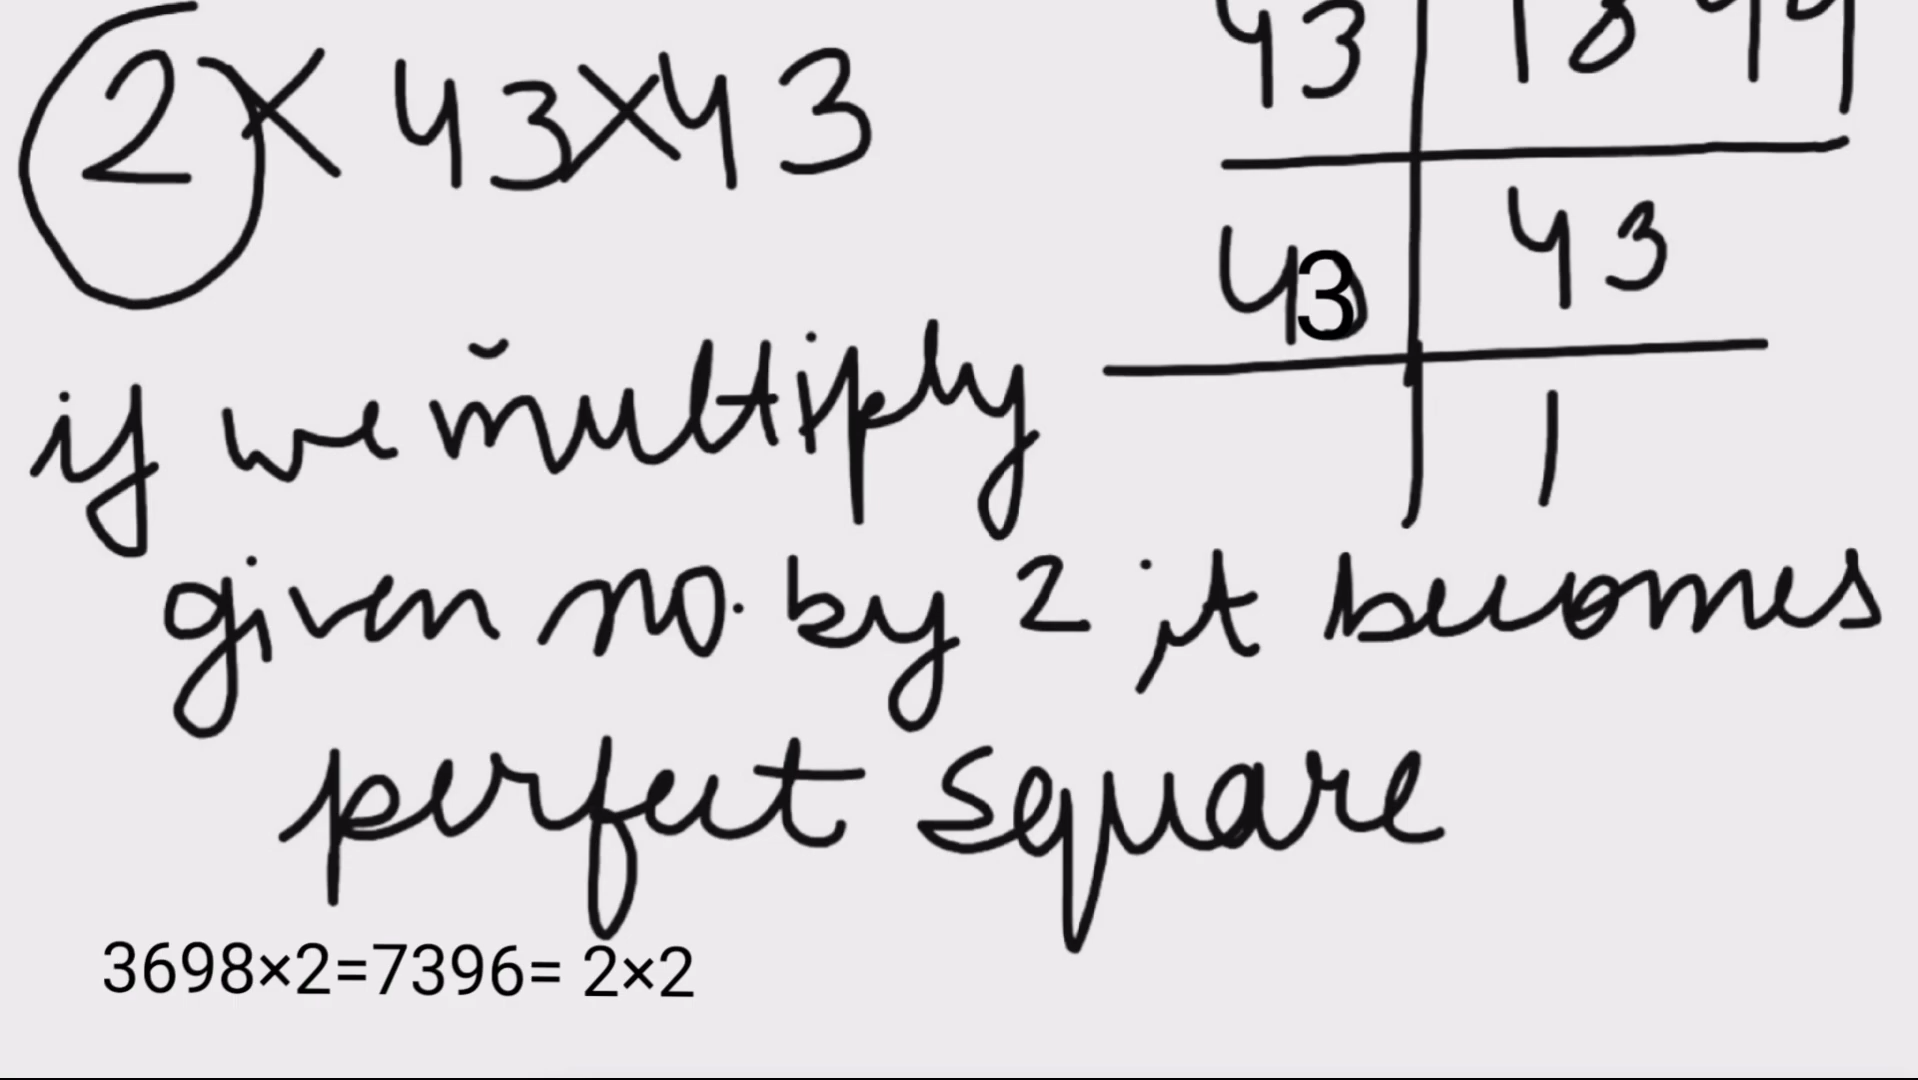 2 × 43 × 43
43 1849
43 43
1
if we multiply
given no. by 2 it becomes
perfect square
3698×2=7396= 2×2